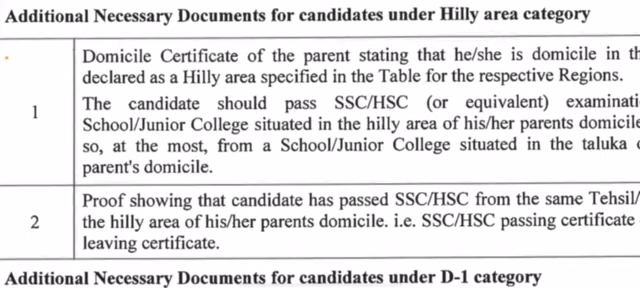 Additional Necessary Documents for candidates under Hilly area category
Domicile Certificate of the parent stating that he/she is domicile in
declared as a Hilly area specified in the Table for the respective Regions.
1
The candidate should pass SSC/HSC (or equivalent)
School/Junior College situated in the hilly area of his/her parents
so, at the most, from a School/Junior College situated in the taluka
parent's domicile.
Proof showing that candidate has passed SSC/HSC from the same Tehsil/
2
the hilly area of his/her parents domicile. i.e. SSC/HSC passing certificate
leaving certificate.
Additional Necessary Documents for candidates under D-1 category